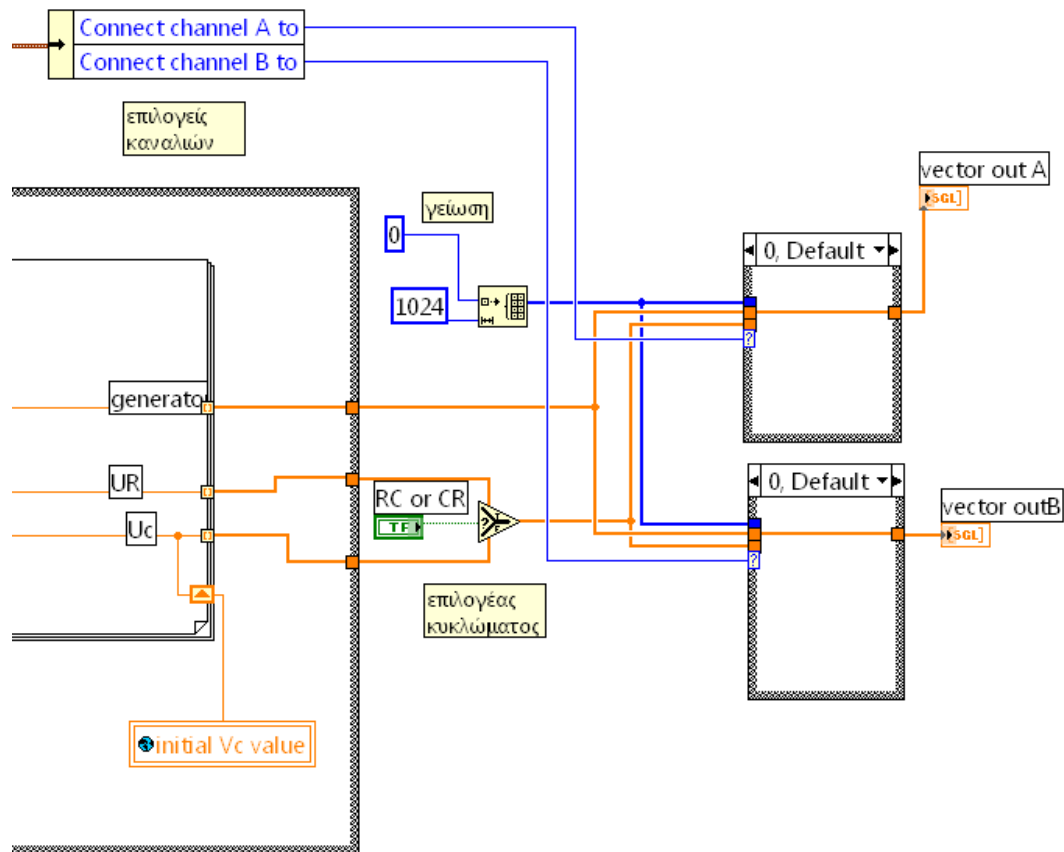 Connect channel A to
Connect channel B to
επιλογείς
καναλιών
vector out A
SGL]
γείωση
0
1024
0, Default
?
generato
UR
Uc
RC or CR
TF
?
T
F
0, Default
?
vector outB
SGL]
επιλογέας
κυκλώματος
initial Vc value